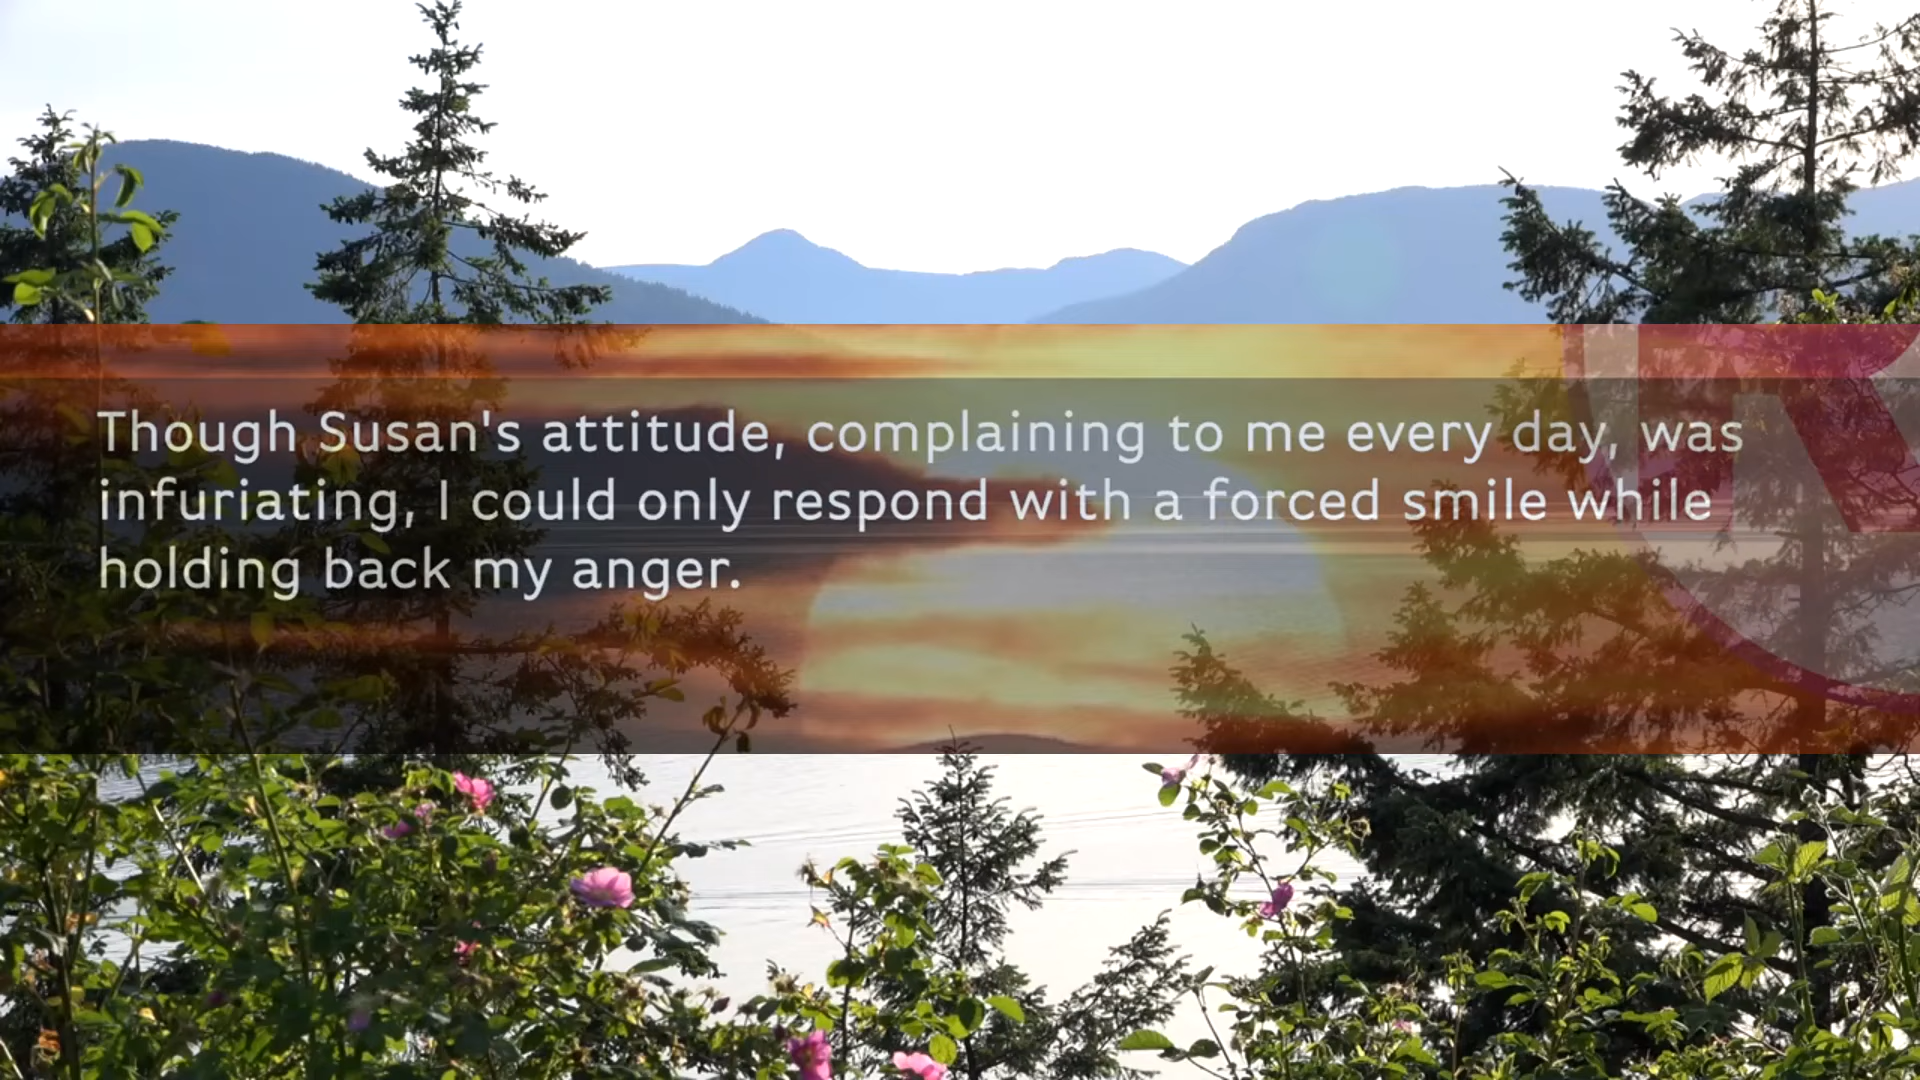 Though Susan's attitude, complaining to me every day, was
infuriating, I could only respond with a forced smile while
holding back my anger.